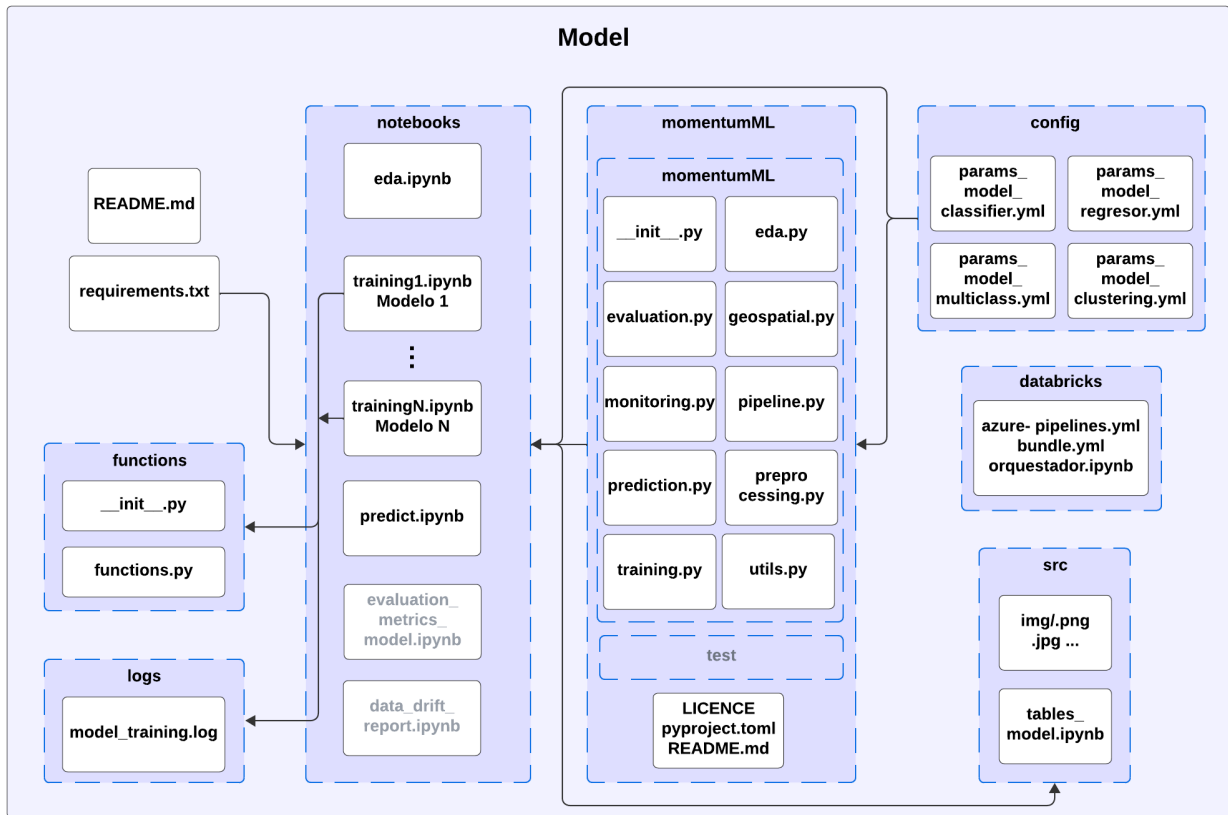 Model
README.md
requirements.txt
functions
__init__.py
functions.py
logs
model_training.log
notebooks
eda.ipynb
training1.ipynb
Modelo 1
⋮
trainingN.ipynb
Modelo N
predict.ipynb
evaluation_
metrics_
model.ipynb
data_drift_
report.ipynb
momentumML
momentumML
__init__.py
eda.py
evaluation.py
geospatial.py
monitoring.py
pipeline.py
prediction.py
prepro
cessing.py
training.py
utils.py
test
LICENCE
pyproject.toml
README.md
config
params_
model_
classifier.yml
params_
model_
regresor.yml
params_
model_
multiclass.yml
params_
model_
clustering.yml
databricks
azure- pipelines.yml
bundle.yml
orquestador.ipynb
src
img/.png
.jpg ...
tables_
model.ipynb